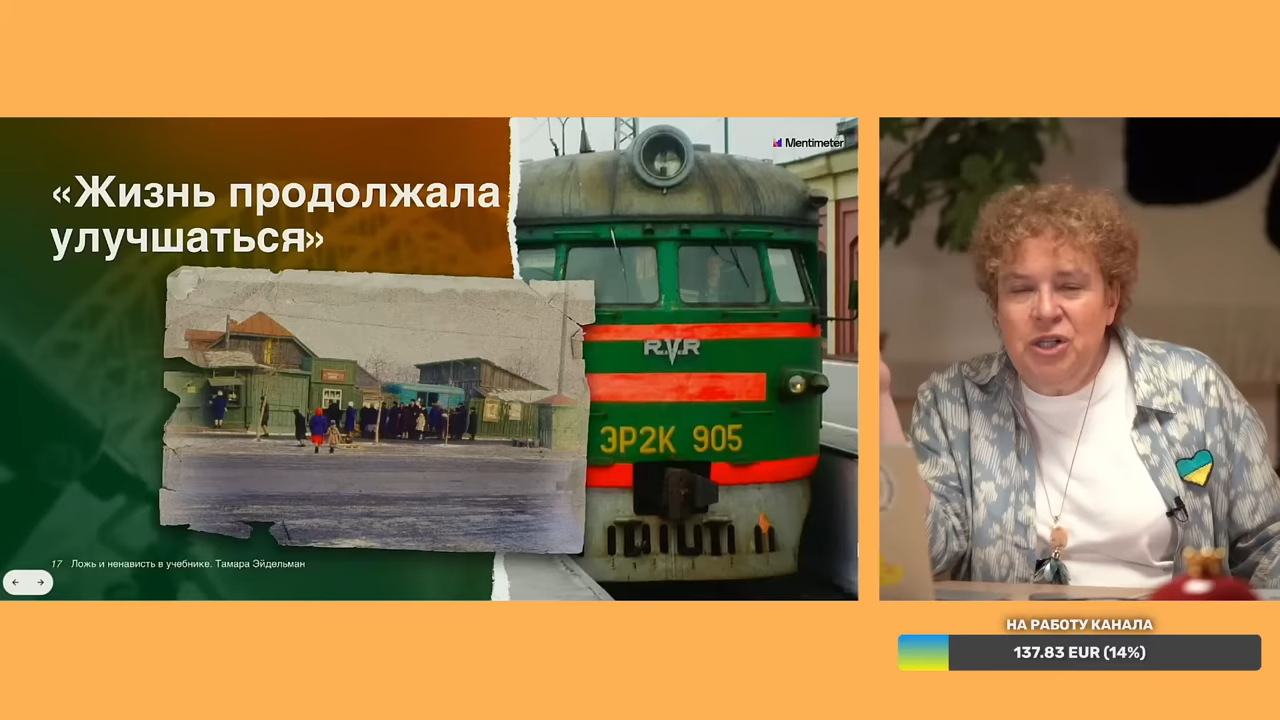 «Жизнь продолжала
улучшаться»
Mentimeter
RVR
ЭР2К 905
17 Ложь и ненависть в учебнике. Тамара Эйдельман
НА РАБОТУ КАНАЛА
137.83 EUR (14%)